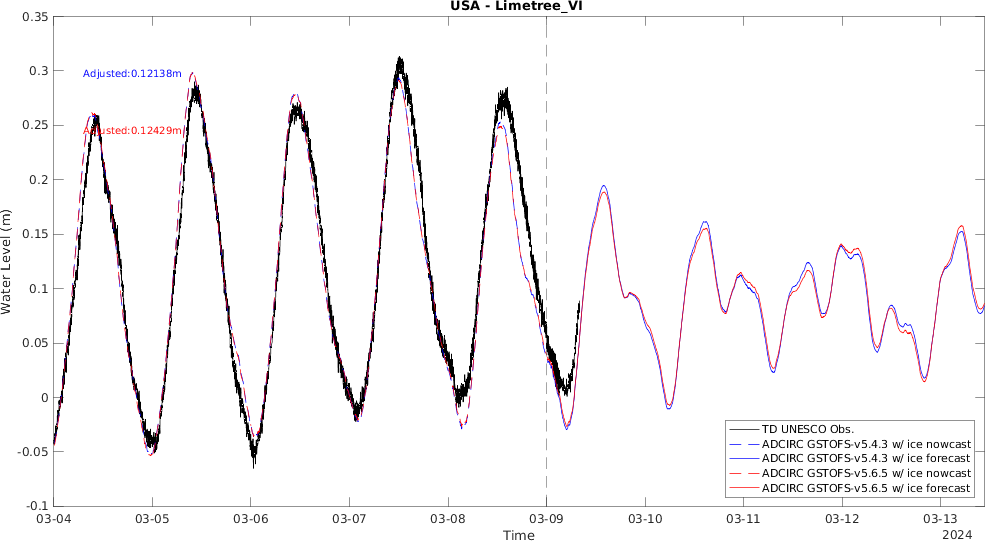 USA - Limetree_VI
0.35
0.3
0.25
0.2
0.15
0.1
0.05
0
-0.05
-0.1
Water Level (m)
Adjusted:0.12138m
Adjusted:0.12429m
TD UNESCO Obs.
ADCIRC GSTOFS-v5.4.3 w/ ice nowcast
ADCIRC GSTOFS-v5.4.3 w/ ice forecast
ADCIRC GSTOFS-v5.6.5 w/ ice nowcast
ADCIRC GSTOFS-v5.6.5 w/ ice forecast
03-04 03-05 03-06 03-07 03-08 03-09 03-10 03-11 03-12 03-13
Time
2024